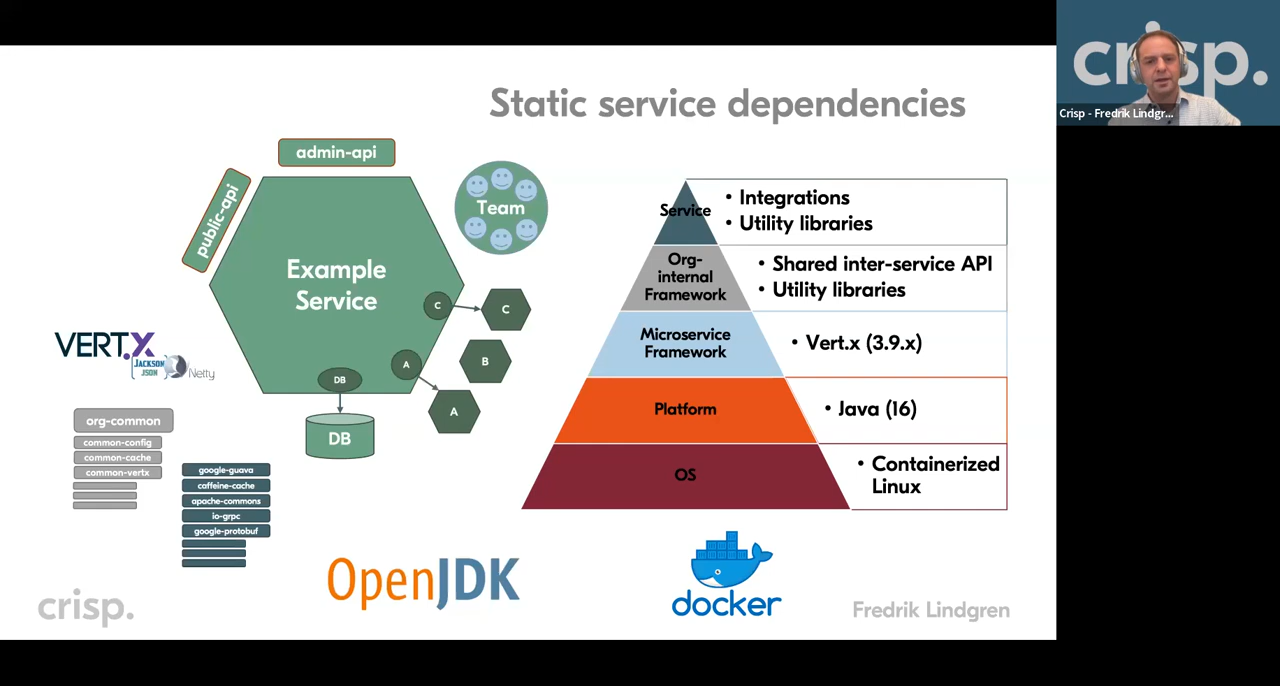 crisp.
Crisp - Fredrik Lindgr...
Static service dependencies
admin-api
public-api
Team
Example
Service
C
C
B
A
A
DB
DB
VERT.X
JACKSON
JSON
Netty
org-common
common-config
common-cache
common-vertx
google-guava
caffeine-cache
apache-commons
io-grpc
google-protobuf
Service
• Integrations
• Utility libraries
Org-
internal
Framework
• Shared inter-service API
• Utility libraries
Microservice
Framework
• Vert.x (3.9.x)
Platform
• Java (16)
OS
• Containerized
Linux
OpenJDK
docker
crisp.
Fredrik Lindgren